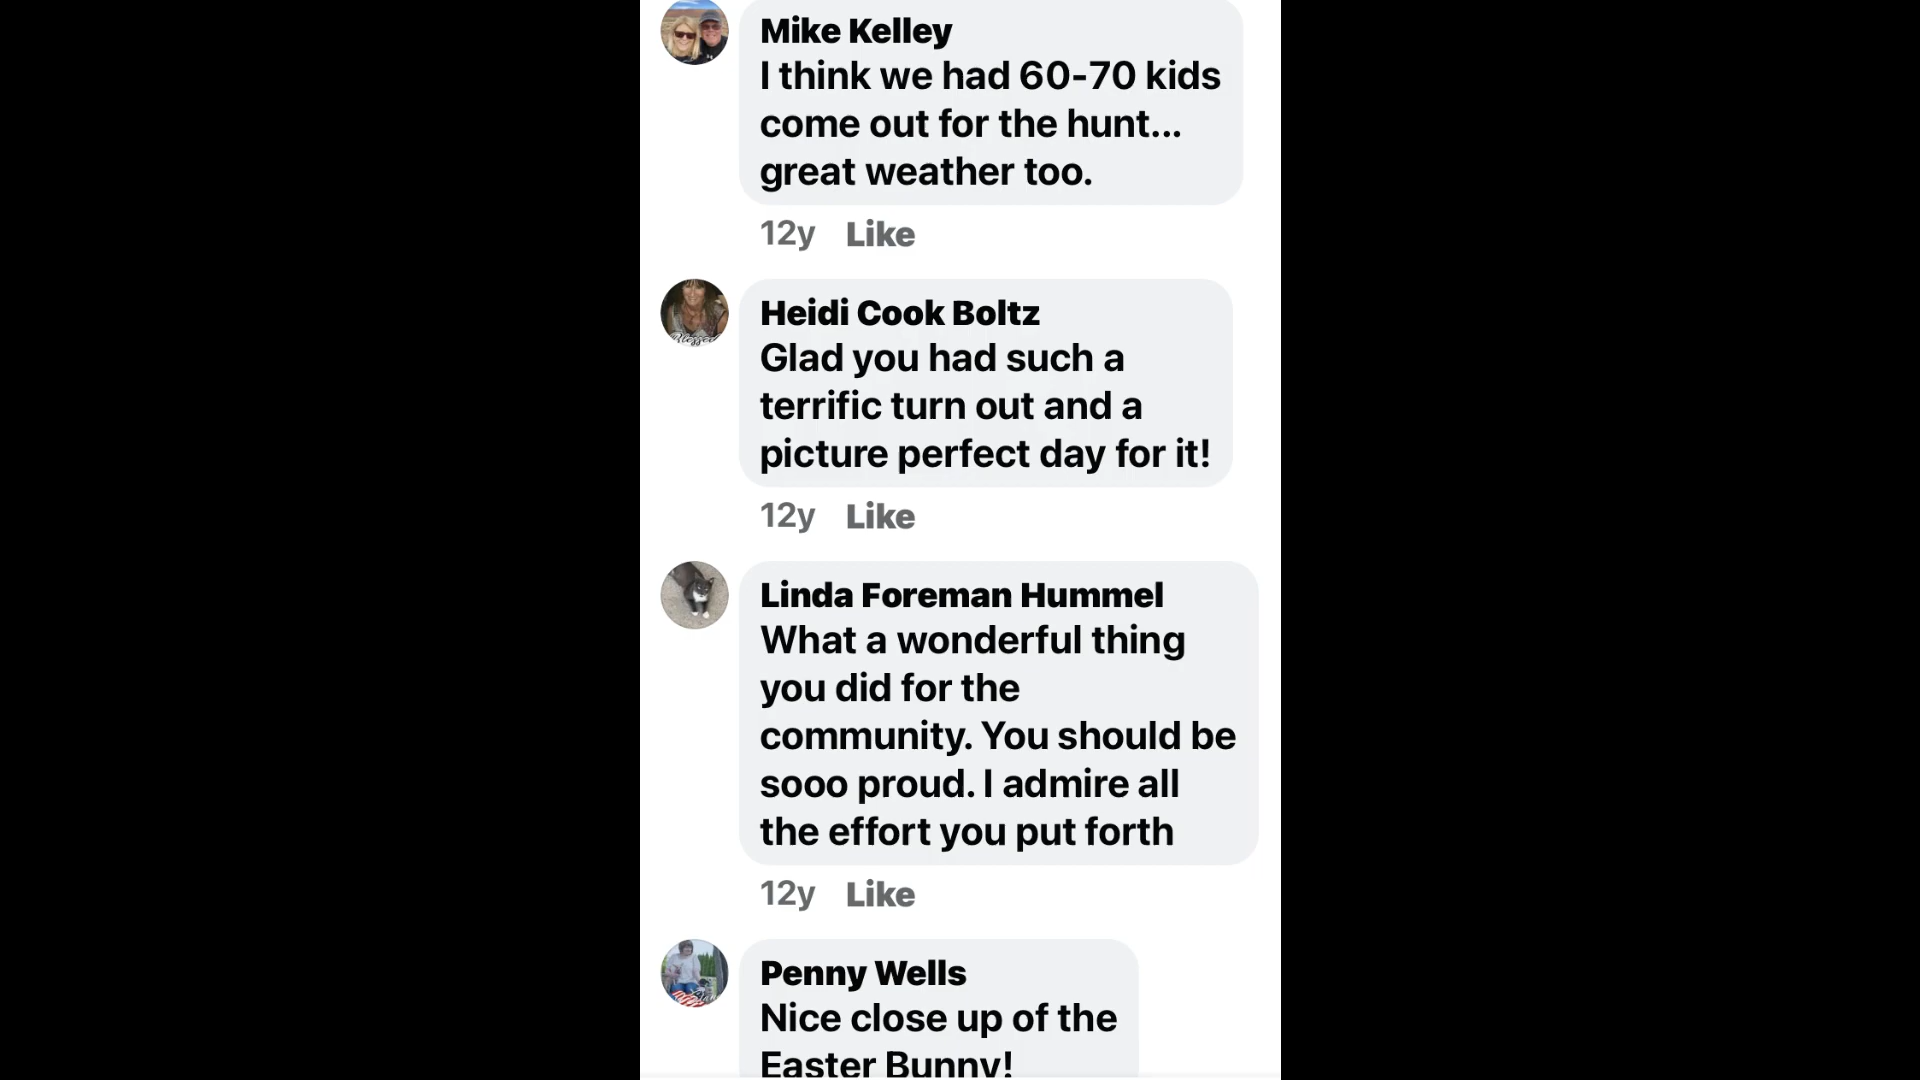 Mike Kelley
I think we had 60-70 kids
come out for the hunt...
great weather too.
12y Like
Heidi Cook Boltz
Glad you had such a
terrific turn out and a
picture perfect day for it!
12y Like
Blessed
Linda Foreman Hummel
What a wonderful thing
you did for the
community. You should be
sooo proud. I admire all
the effort you put forth
12y Like
Penny Wells
Nice close up of the
Easter Bunny!